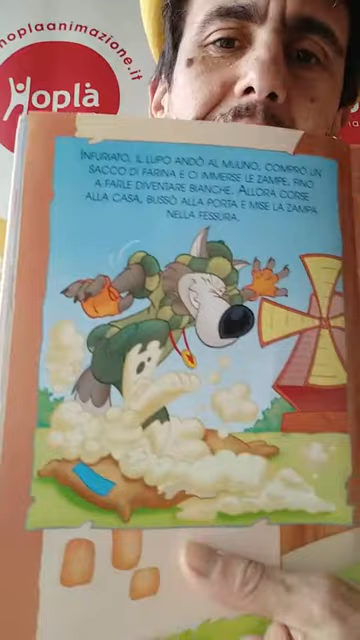 hoplaanimazione.it
Hoplà
INFURIATO, IL LUPO ANDÒ AL MULINO, COMPRÒ UN
SACCO DI FARINA E CI IMMERSE LE ZAMPE, FINO
A FARLE DIVENTARE BIANCHE. ALLORA CORSE
ALLA CASA, BUSSÒ ALLA PORTA E MISE LA ZAMPA
NELLA FESSURA.